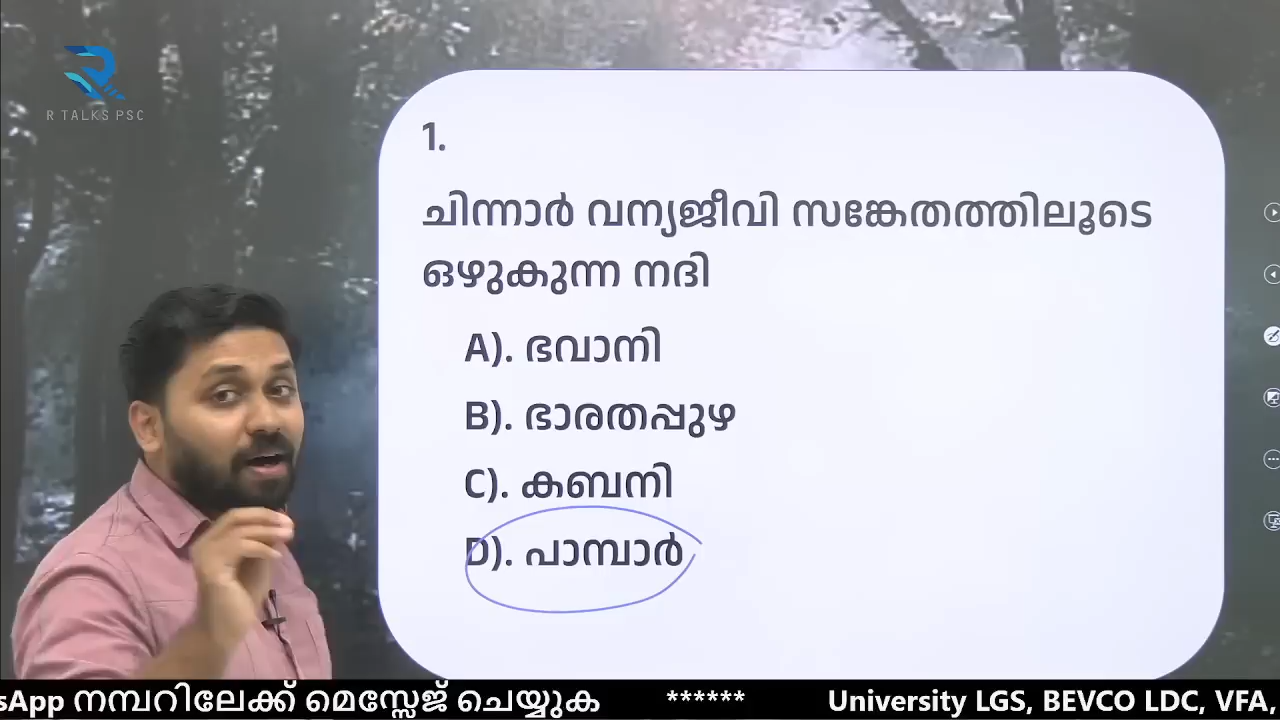 R TALKS PSC
1.
ചിന്നാർ വന്യജീവി സങ്കേതത്തിലൂടെ
ഒഴുകുന്ന നദി
A). ഭവാനി
B). ഭാരതപ്പുഴ
C). കബനി
D). പാമ്പാർ
sApp നമ്പറിലേക്ക് മെസ്സേജ് ചെയ്യുക ****** University LGS, BEVCO LDC, VFA,